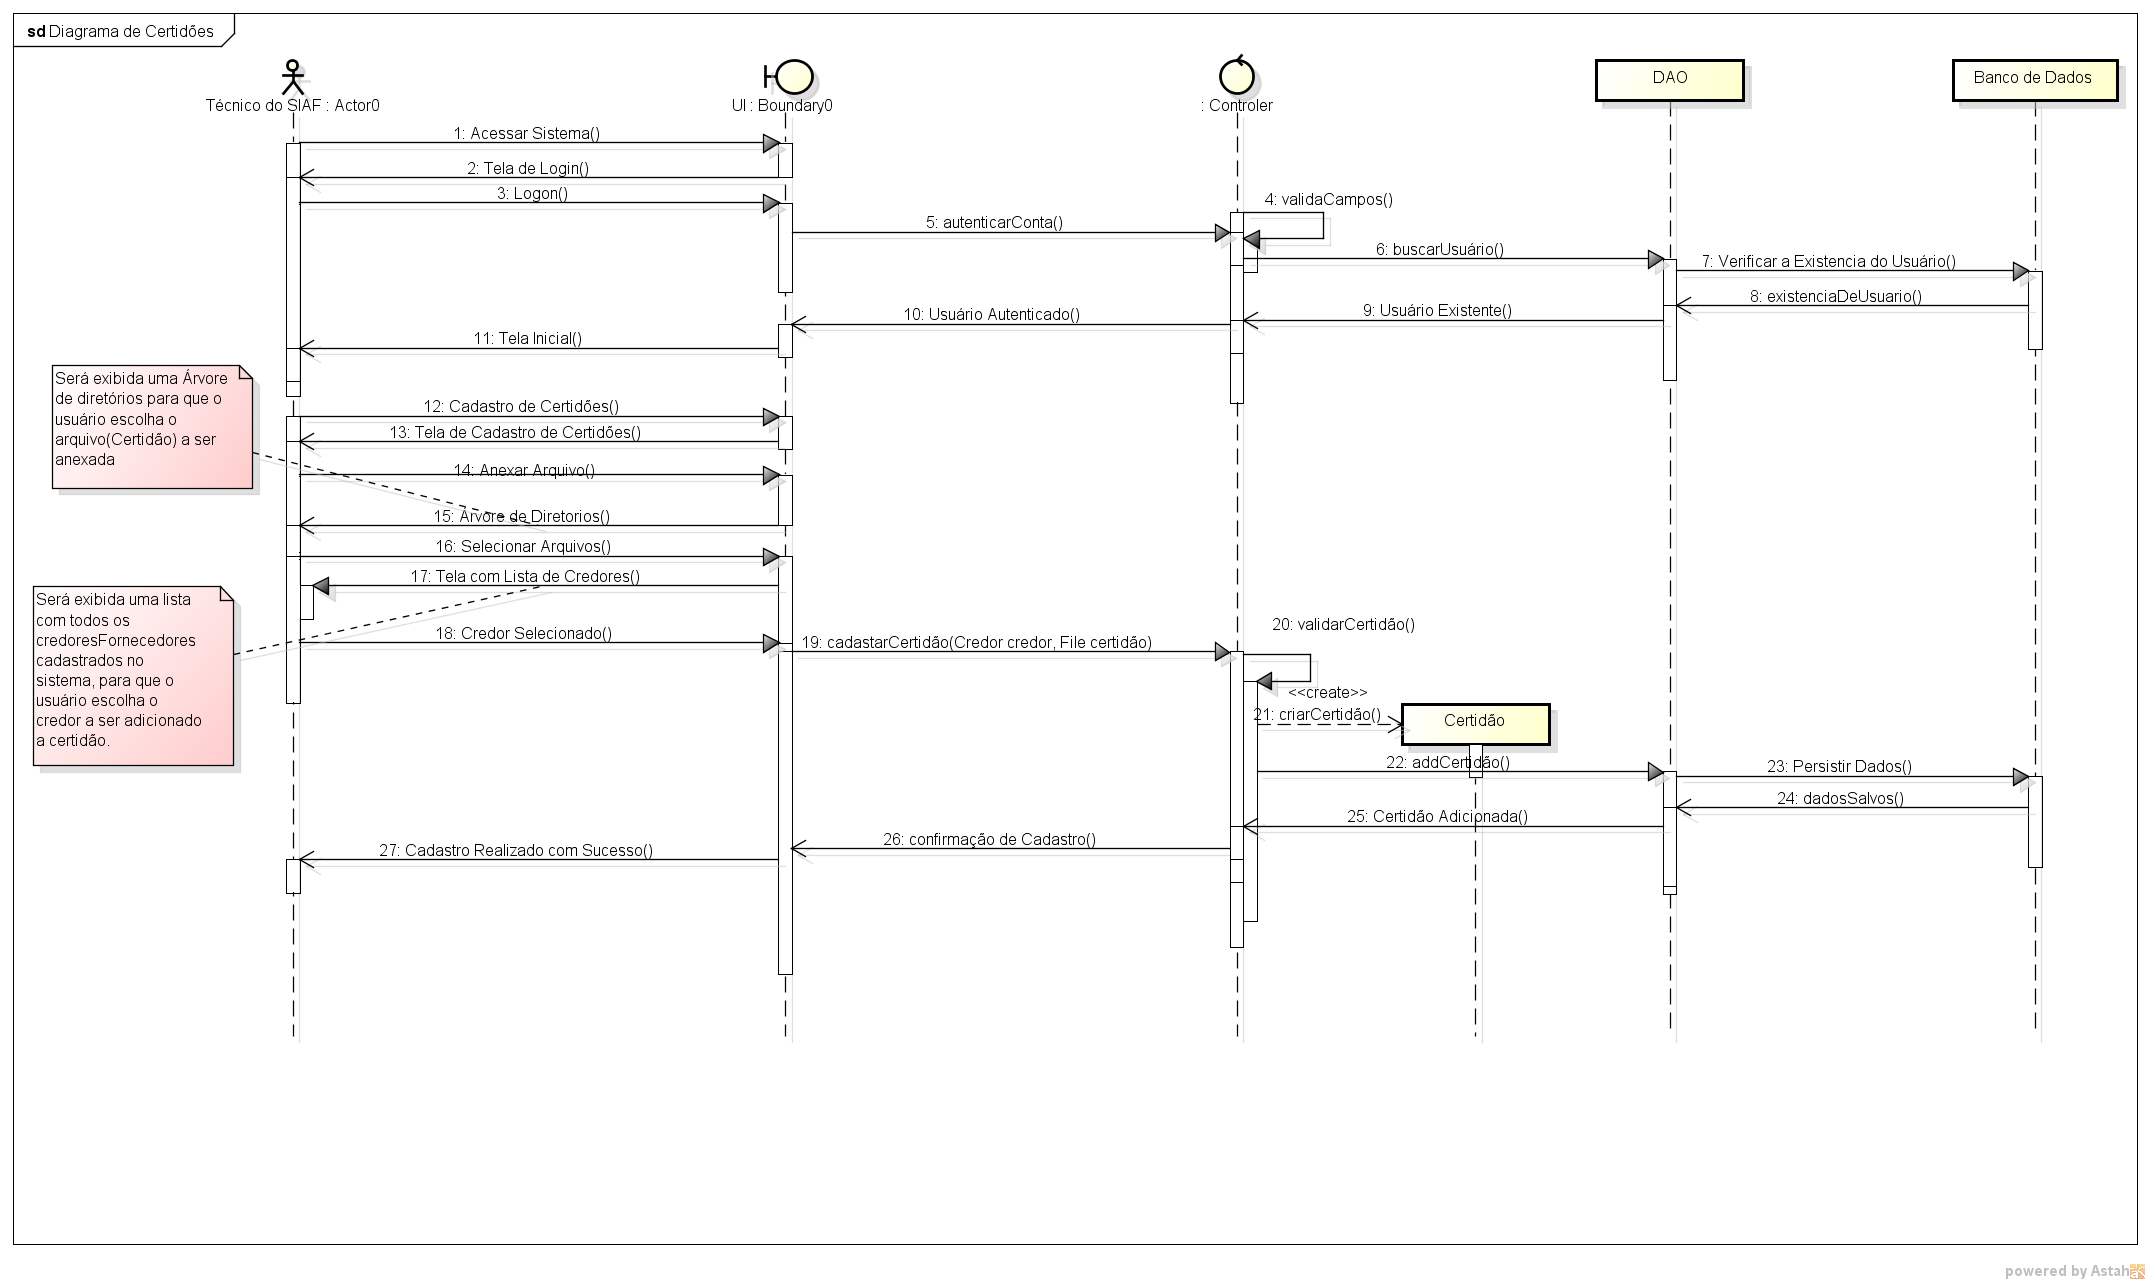 sd Diagrama de Certidões
Técnico do SIAF : Actor0
UI : Boundary0
: Controler
DAO
Banco de Dados
1: Acessar Sistema()
2: Tela de Login()
3: Logon()
4: validaCampos()
5: autenticarConta()
6: buscarUsuário()
7: Verificar a Existencia do Usuário()
8: existenciaDeUsuario()
9: Usuário Existente()
10: Usuário Autenticado()
11: Tela Inicial()
Será exibida uma Árvore
de diretórios para que o
usuário escolha o
arquivo(Certidão) a ser
anexada
12: Cadastro de Certidões()
13: Tela de Cadastro de Certidões()
14: Anexar Arquivo()
15: Arvore de Diretorios()
16: Selecionar Arquivos()
17: Tela com Lista de Credores()
Será exibida uma lista
com todos os
credoresFornecedores
cadastrados no
sistema, para que o
usuário escolha o
credor a ser adicionado
a certidão.
18: Credor Selecionado()
19: cadastarCertidão(Credor credor, File certidão)
20: validarCertidão()
<<create>>
21: criarCertidão()
Certidão
22: addCertidão()
23: Persistir Dados()
24: dadosSalvos()
25: Certidão Adicionada()
26: confirmação de Cadastro()
27: Cadastro Realizado com Sucesso()
powered by Astah